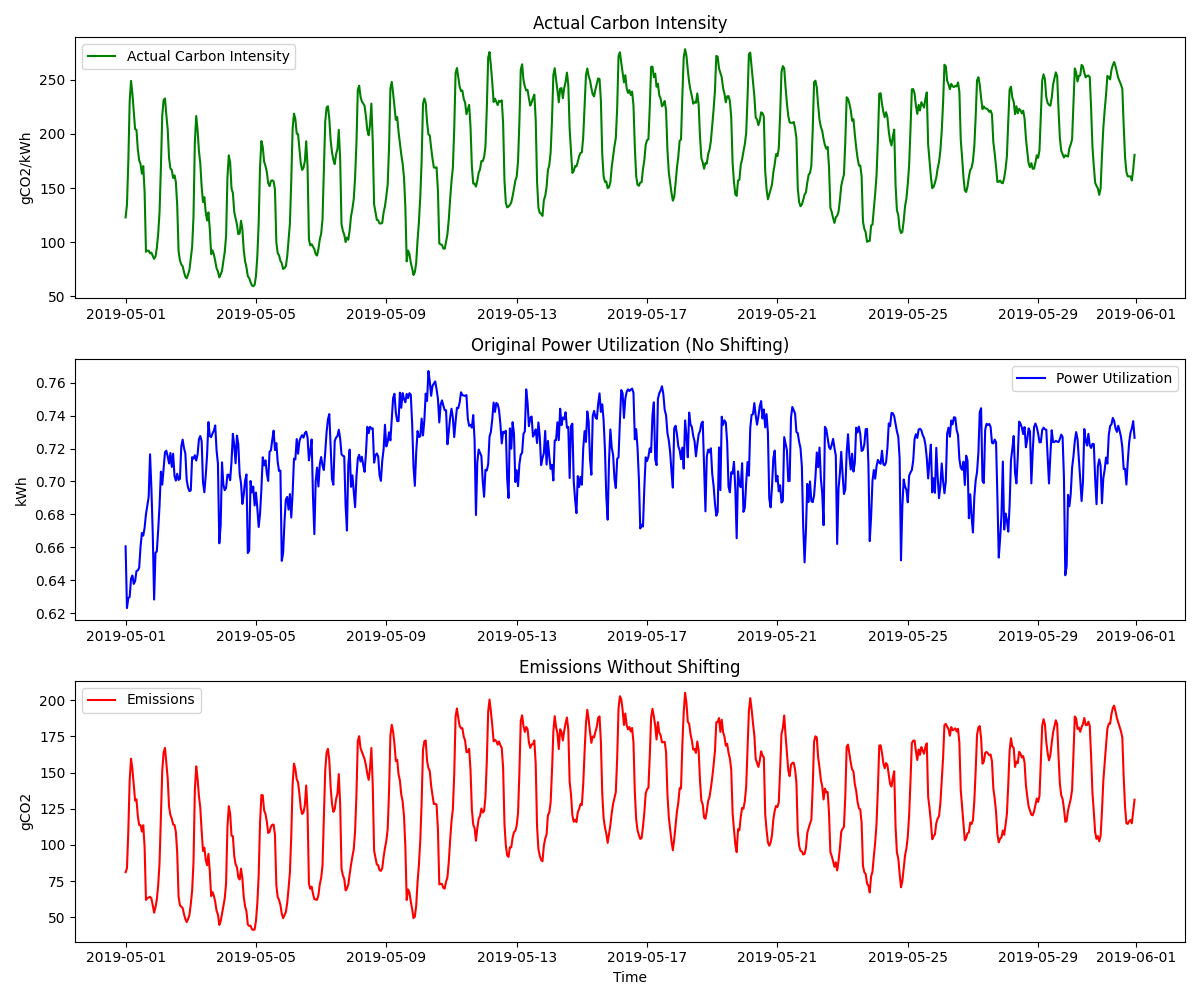 Actual Carbon Intensity
Actual Carbon Intensity
gCO2/kWh
250
200
150
100
50
2019-05-01 2019-05-05 2019-05-09 2019-05-13 2019-05-17 2019-05-21 2019-05-25 2019-05-29 2019-06-01
Original Power Utilization (No Shifting)
Power Utilization
kWh
0.76
0.74
0.72
0.70
0.68
0.66
0.64
0.62
2019-05-01 2019-05-05 2019-05-09 2019-05-13 2019-05-17 2019-05-21 2019-05-25 2019-05-29 2019-06-01
Emissions Without Shifting
Emissions
gCO2
200
175
150
125
100
75
50
2019-05-01 2019-05-05 2019-05-09 2019-05-13 2019-05-17 2019-05-21 2019-05-25 2019-05-29 2019-06-01
Time